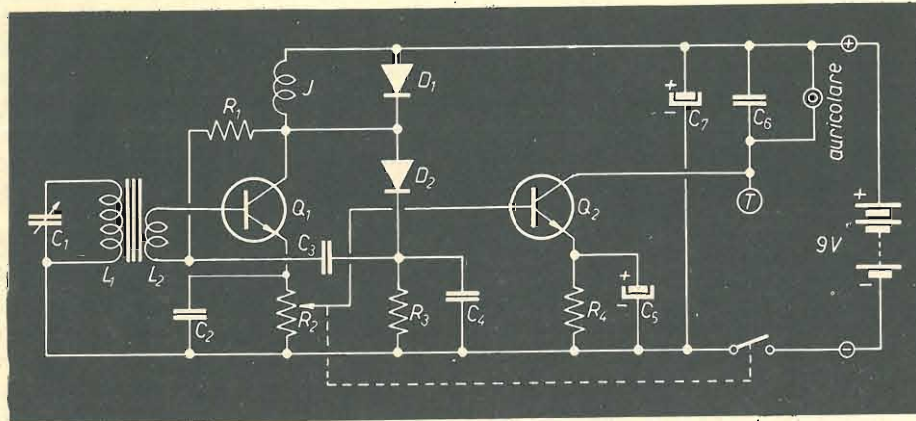 J
D₁
R₁
+
C₇
-
C₆
auricolare
+
D₂
Q₁
Q₂
T
C₁
L₁
L₂
C₃
+
9V
-
C₂
R₂
R₃
C₄
R₄
+
C₅
-
-